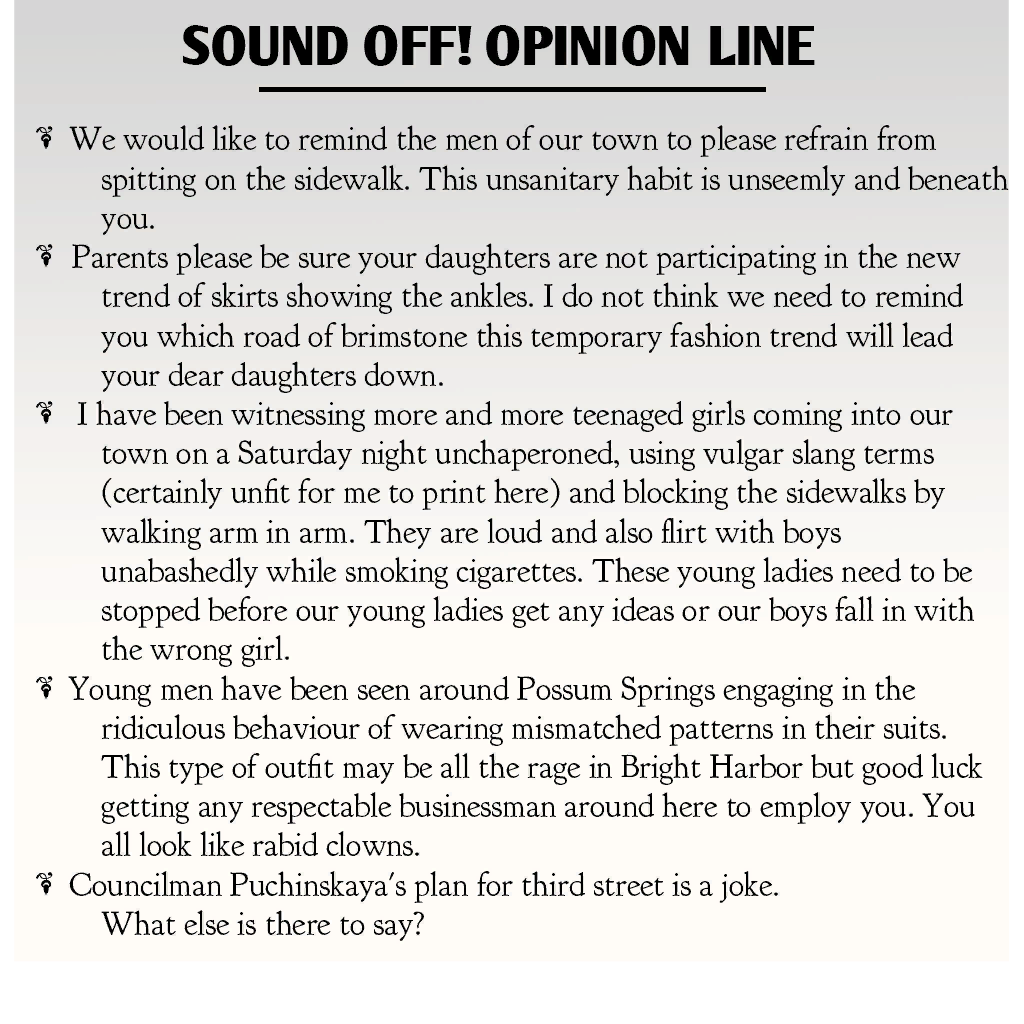 SOUND OFF! OPINION LINE
We would like to remind the men of our town to please refrain from
spitting on the sidewalk. This unsanitary habit is unseemly and beneath
you.
Parents please be sure your daughters are not participating in the new
trend of skirts showing the ankles. I do not think we need to remind
you which road of brimstone this temporary fashion trend will lead
your dear daughters down.
I have been witnessing more and more teenaged girls coming into our
town on a Saturday night unchaperoned, using vulgar slang terms
(certainly unfit for me to print here) and blocking the sidewalks by
walking arm in arm. They are loud and also flirt with boys
unabashedly while smoking cigarettes. These young ladies need to be
stopped before our young ladies get any ideas or our boys fall in with
the wrong girl.
Young men have been seen around Possum Springs engaging in the
ridiculous behaviour of wearing mismatched patterns in their suits.
This type of outfit may be all the rage in Bright Harbor but good luck
getting any respectable businessman around here to employ you. You
all look like rabid clowns.
Councilman Puchinskaya's plan for third street is a joke.
What else is there to say?